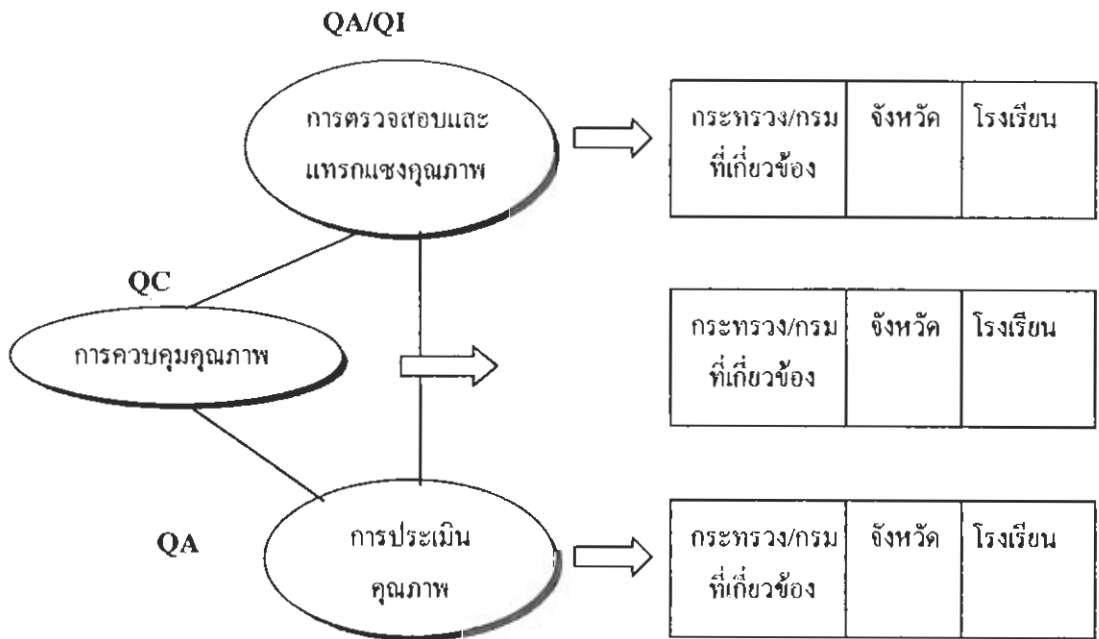 QA/QI
การตรวจสอบและ
แทรกแซงคุณภาพ
กระทรวง/กรม
ที่เกี่ยวข้อง
จังหวัด
โรงเรียน
QC
การควบคุมคุณภาพ
กระทรวง/กรม
ที่เกี่ยวข้อง
จังหวัด
โรงเรียน
QA
การประเมิน
คุณภาพ
กระทรวง/กรม
ที่เกี่ยวข้อง
จังหวัด
โรงเรียน